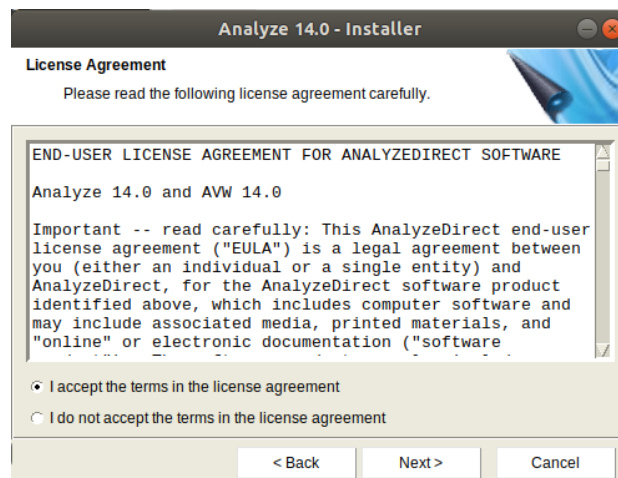 Analyze 14.0 - Installer
License Agreement
Please read the following license agreement carefully.
END-USER LICENSE AGREEMENT FOR ANALYZEDIRECT SOFTWARE
Analyze 14.0 and AVW 14.0
Important -- read carefully: This AnalyzeDirect end-user
license agreement ("EULA") is a legal agreement between
you (either an individual or a single entity) and
AnalyzeDirect, for the AnalyzeDirect software product
identified above, which includes computer software and
may include associated media, printed materials, and
"online" or electronic documentation ("software
I accept the terms in the license agreement
I do not accept the terms in the license agreement
< Back
Next >
Cancel